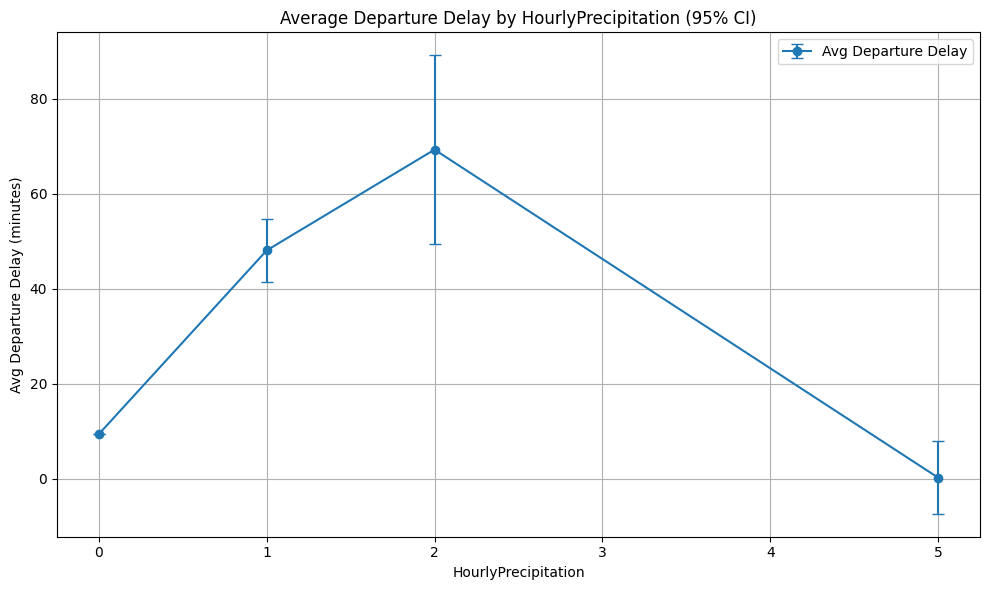 Average Departure Delay by HourlyPrecipitation (95% CI)
Avg Departure Delay
Avg Departure Delay (minutes)
80
60
40
20
0
0 1 2 3 4 5
HourlyPrecipitation